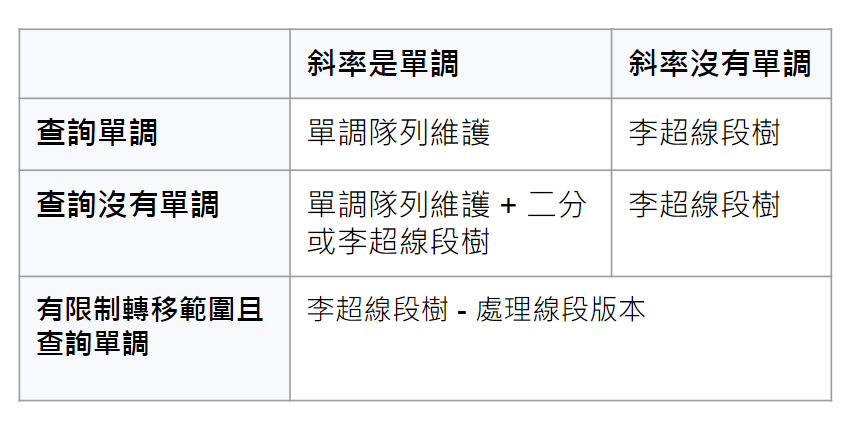 斜率是單調
斜率沒有單調
查詢單調
單調隊列維護
李超線段樹
查詢沒有單調
單調隊列維護 + 二分
或李超線段樹
李超線段樹
有限制轉移範圍且
查詢單調
李超線段樹 - 處理線段版本